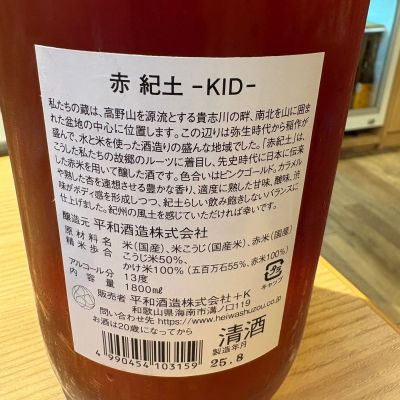 赤 紀土 -KID-
私たちの蔵は、高野山を源流とする貴志川の畔、南北を山に囲ま
れた盆地の中心に位置します。この辺りは弥生時代から稲作が
盛んで、水と米を使った酒造りの盛んな地域でした。「赤紀土」は、
こうした私たちの故郷のルーツに着目し、先史時代に日本に伝来し
た赤米を用いて醸した酒です。色合いはピンクゴールド。カラメル
や熟した杏を連想させる豊かな香り、適度に熟した甘味、酸味、渋
味がボディ感を形成しつつ、紀土らしい飲み飽きしないバランスに
仕上げました。紀州の風土を感じていただければ幸いです。
醸造元 平和酒造株式会社
原材料名 米(国産)、米こうじ(国産米)、赤米(国産)
精米歩合 こうじ米50%、
かけ米100% (五百万石55%、赤米100%)
アルコール分 13度
内容量 1800ml
販売者 平和酒造株式会社+K
和歌山県海南市溝ノ口119
問い合わせ先 https://www.heiwashuzou.co.jp
お酒は20歳になってから
キャップ
清酒
製造年月
25.8
4 990454 103159